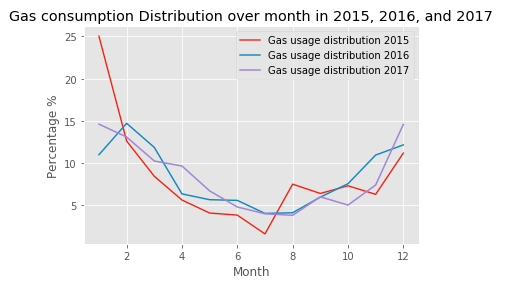 Gas consumption Distribution over month in 2015, 2016, and 2017
Gas usage distribution 2015
Gas usage distribution 2016
Gas usage distribution 2017
Percentage %
25
20
15
10
5
2 4 6 8 10 12
Month